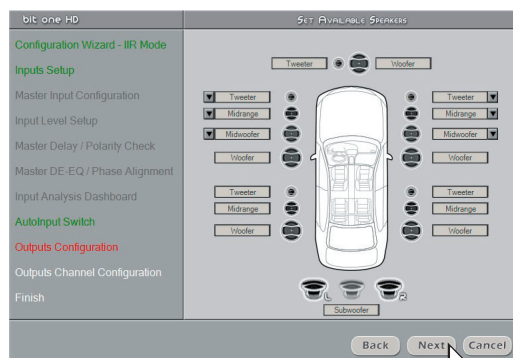 bit one HD
SET AVAILABLE SPEAKERS
Configuration Wizard - IIR Mode
Inputs Setup
Master Input Configuration
Input Level Setup
Master Delay / Polarity Check
Master DE-EQ / Phase Alignment
Input Analysis Dashboard
AutoInput Switch
Outputs Configuration
Outputs Channel Configuration
Finish
Tweeter Woofer
Tweeter Tweeter
Midrange Midrange
Midwoofer Midwoofer
Woofer Woofer
Tweeter Tweeter
Midrange Midrange
Woofer Woofer
L R
Subwoofer
Back Next Cancel